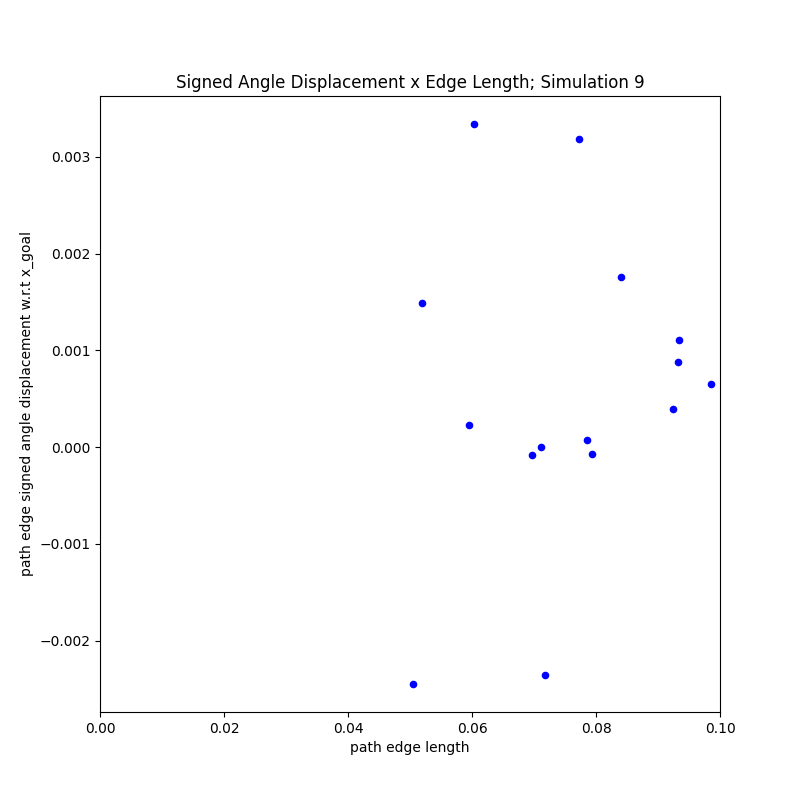 Signed Angle Displacement x Edge Length; Simulation 9
path edge signed angle displacement w.r.t x_goal
0.003
0.002
0.001
0.000
−0.001
−0.002
0.00 0.02 0.04 0.06 0.08 0.10
path edge length